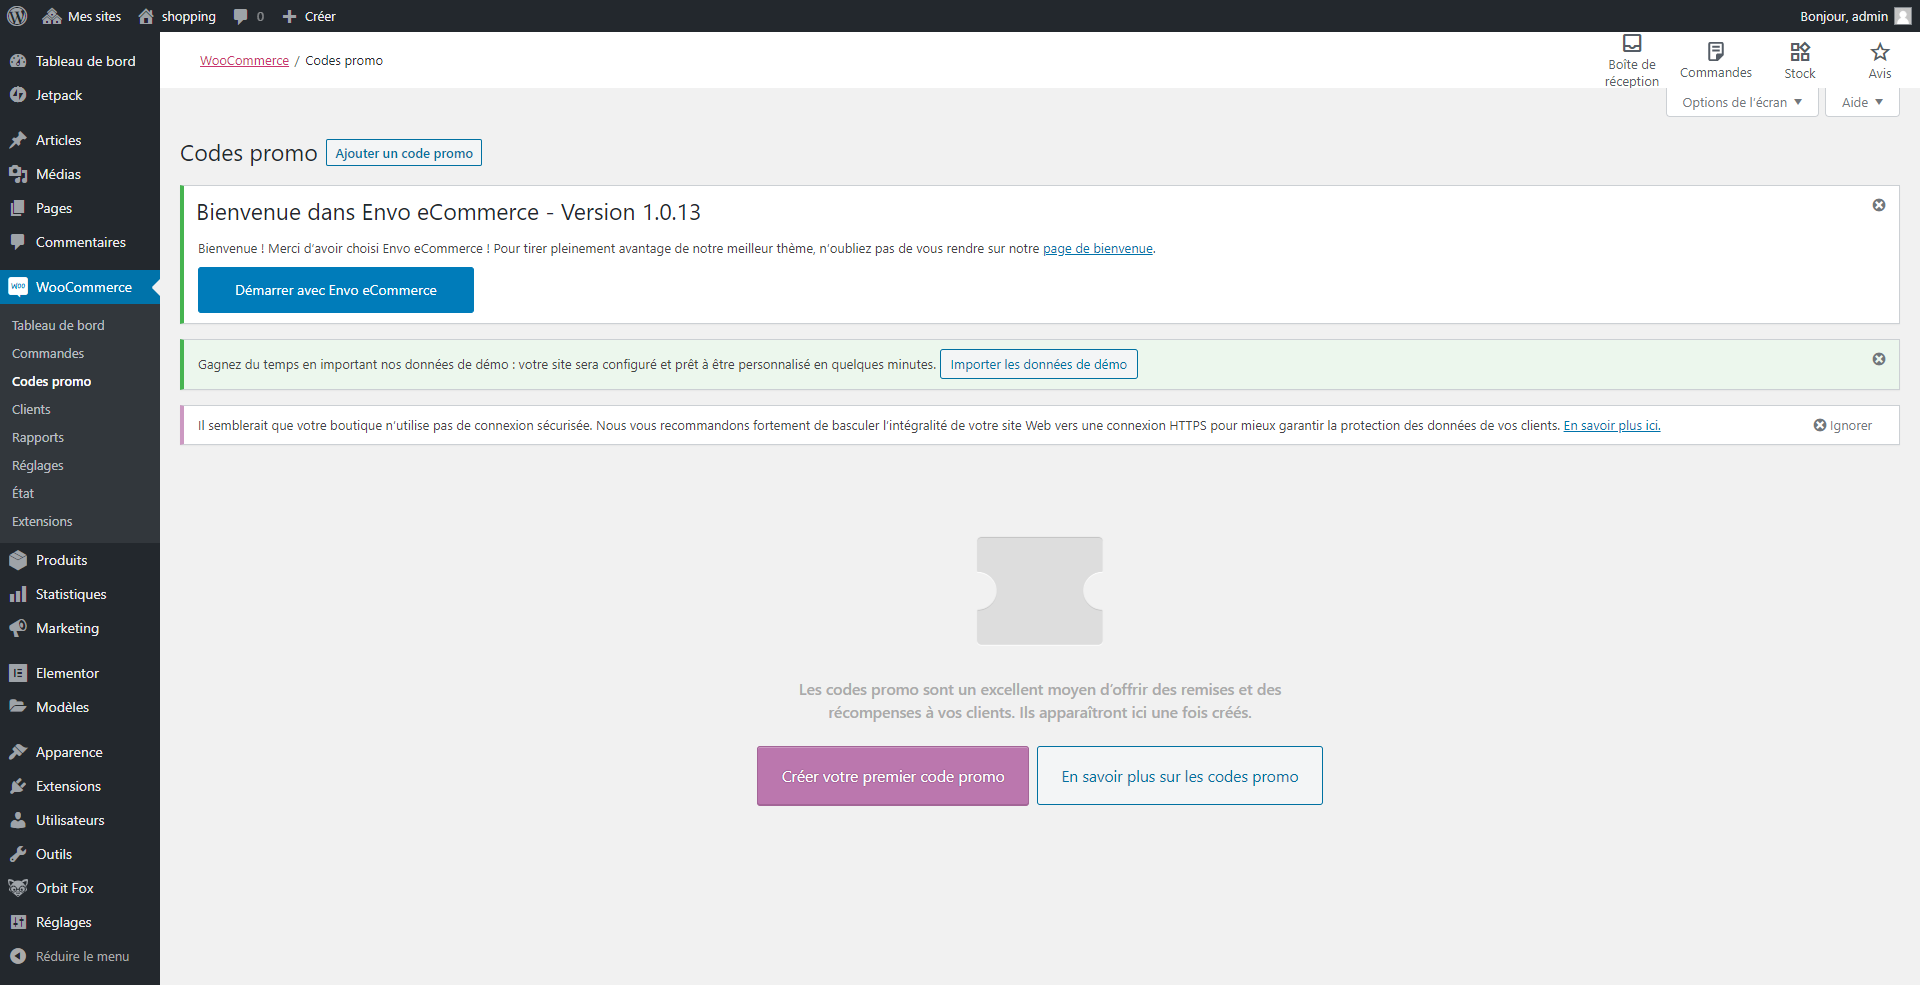 Mes sites
shopping
0
Créer
Bonjour, admin
Tableau de bord
Jetpack
Articles
Médias
Pages
Commentaires
WooCommerce
Tableau de bord
Commandes
Codes promo
Clients
Rapports
Réglages
État
Extensions
Produits
Statistiques
Marketing
Elementor
Modèles
Apparence
Extensions
Utilisateurs
Outils
Orbit Fox
Réglages
Réduire le menu
WooCommerce / Codes promo
Boîte de
réception
Commandes
Stock
Avis
Options de l’écran
Aide
Codes promo
Ajouter un code promo
Bienvenue dans Envo eCommerce - Version 1.0.13
Bienvenue ! Merci d’avoir choisi Envo eCommerce ! Pour tirer pleinement avantage de notre meilleur thème, n’oubliez pas de vous rendre sur notre page de bienvenue.
Démarrer avec Envo eCommerce
Gagnez du temps en important nos données de démo : votre site sera configuré et prêt à être personnalisé en quelques minutes. Importer les données de démo
Il semblerait que votre boutique n’utilise pas de connexion sécurisée. Nous vous recommandons fortement de basculer l’intégralité de votre site Web vers une connexion HTTPS pour mieux garantir la protection des données de vos clients. En savoir plus ici.
Ignorer
Les codes promo sont un excellent moyen d’offrir des remises et des
récompenses à vos clients. Ils apparaîtront ici une fois créés.
Créer votre premier code promo
En savoir plus sur les codes promo